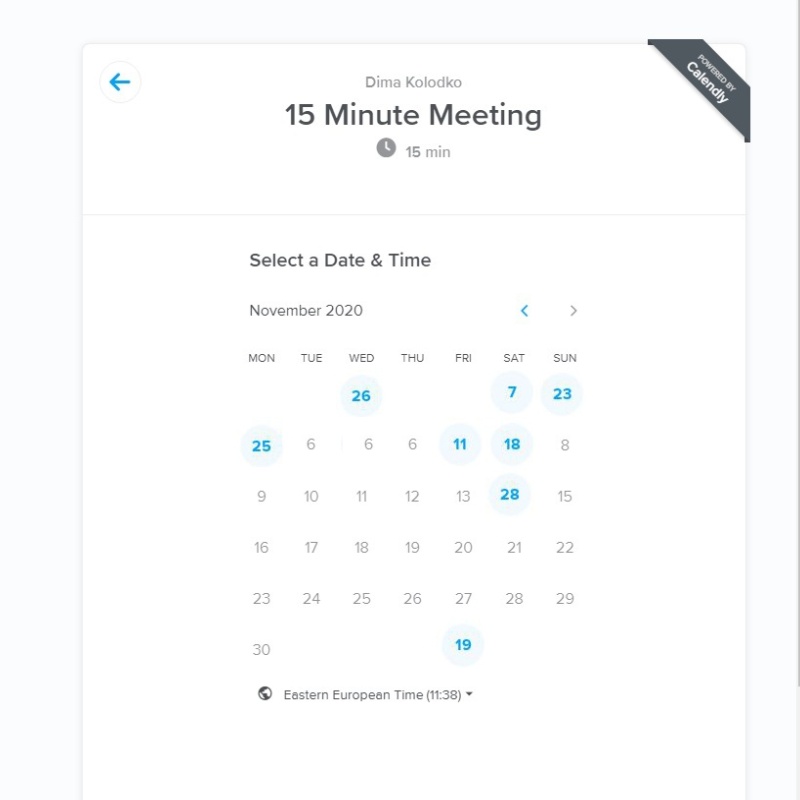 POWERED BY
Calendly
Dima Kolodko
15 Minute Meeting
15 min
Select a Date & Time
November 2020
MON TUE WED THU FRI SAT SUN
26 7 23
25 6 6 6 11 18 8
9 10 11 12 13 28 15
16 17 18 19 20 21 22
23 24 25 26 27 28 29
30 19
Eastern European Time (11:38)